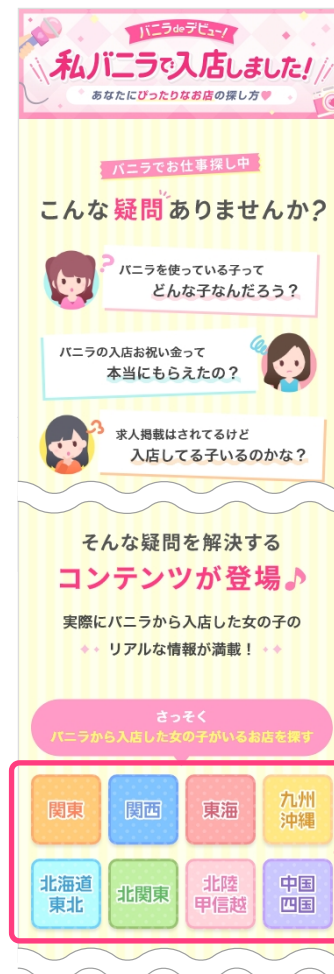 バニラdeデビュー!
私バニラで入店しました!
あなたにぴったりなお店の探し方
バニラでお仕事探し中
こんな疑問ありませんか?
バニラを使っている子って
どんな子なんだろう?
バニラの入店お祝い金って
本当にもらえたの?
求人掲載はされてるけど
入店してる子いるのかな?
そんな疑問を解決する
コンテンツが登場♪
実際にバニラから入店した女の子の
リアルな情報が満載!
さっそく
バニラから入店した女の子がいるお店を探す
関東
関西
東海
九州
沖縄
北海道
東北
北関東
北陸
甲信越
中国
四国